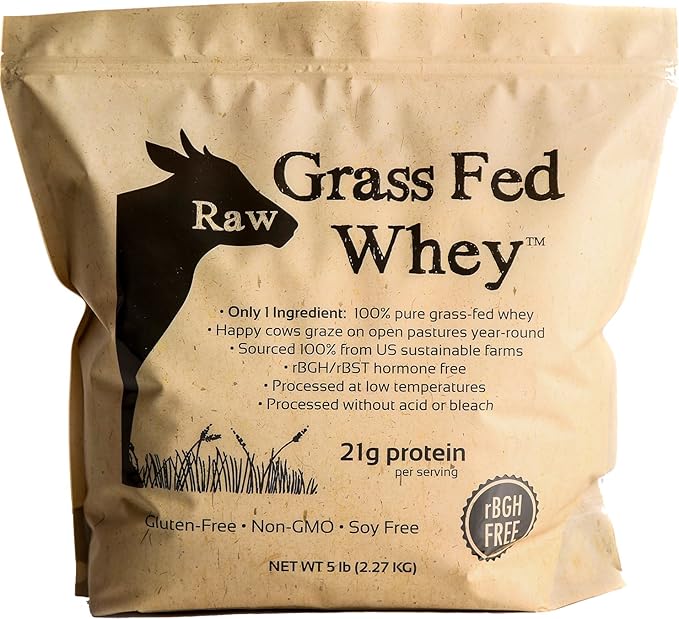 Raw
Grass Fed
Whey™
• Only 1 Ingredient: 100% pure grass-fed whey
• Happy cows graze on open pastures year-round
• Sourced 100% from US sustainable farms
• rBGH/rBST hormone free
• Processed at low temperatures
• Processed without acid or bleach
21g protein
per serving
rBGH
FREE
Gluten-Free • Non-GMO • Soy Free
NET WT 5 lb (2.27 KG)